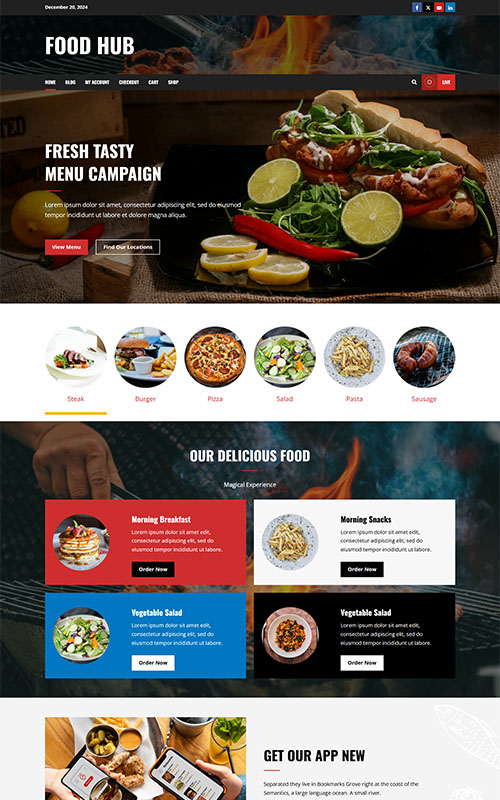 December 28, 2024
FOOD HUB
HOME BLOG MY ACCOUNT CHECKOUT CART SHOP LIVE
FRESH TASTY
MENU CAMPAIGN
Lorem ipsum dolor sit amet, consectetur adipiscing elit, sed do eiusmod
tempor incididunt ut labore et dolore magna aliqua.
View Menu Find Our Locations
Steak Burger Pizza Salad Pasta Sausage
OUR DELICIOUS FOOD
Magical Experience
Morning Breakfast
Lorem ipsum dolor sit amet edit,
consectetur adipiscing elit, sed do
eiusmod tempor incididunt ut labore.
Order Now
Morning Snacks
Lorem ipsum dolor sit amet edit,
consectetur adipiscing elit, sed do
eiusmod tempor incididunt ut labore.
Order Now
Vegetable Salad
Lorem ipsum dolor sit amet edit,
consectetur adipiscing elit, sed do
eiusmod tempor incididunt ut labore.
Order Now
Vegetable Salad
Lorem ipsum dolor sit amet edit,
consectetur adipiscing elit, sed do
eiusmod tempor incididunt ut labore.
Order Now
GET OUR APP NEW
Separated they live in Bookmarks Grove right at the coast of the
Semantics, a large language ocean. A small river.